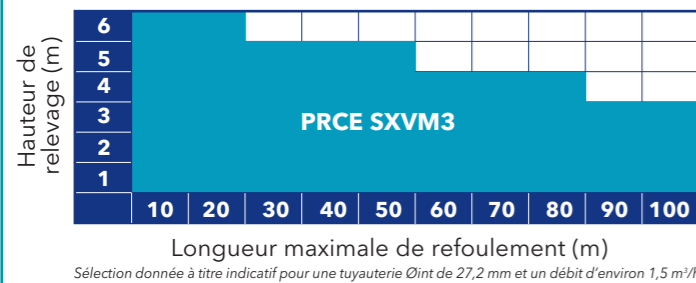 Hauteur de
relevage (m)
6
5
4
3
2
1
PRCE SXVM3
10 20 30 40 50 60 70 80 90 100
Longueur maximale de refoulement (m)
Sélection donnée à titre indicatif pour une tuyauterie Øint de 27,2 mm et un débit d'environ 1,5 m³/h